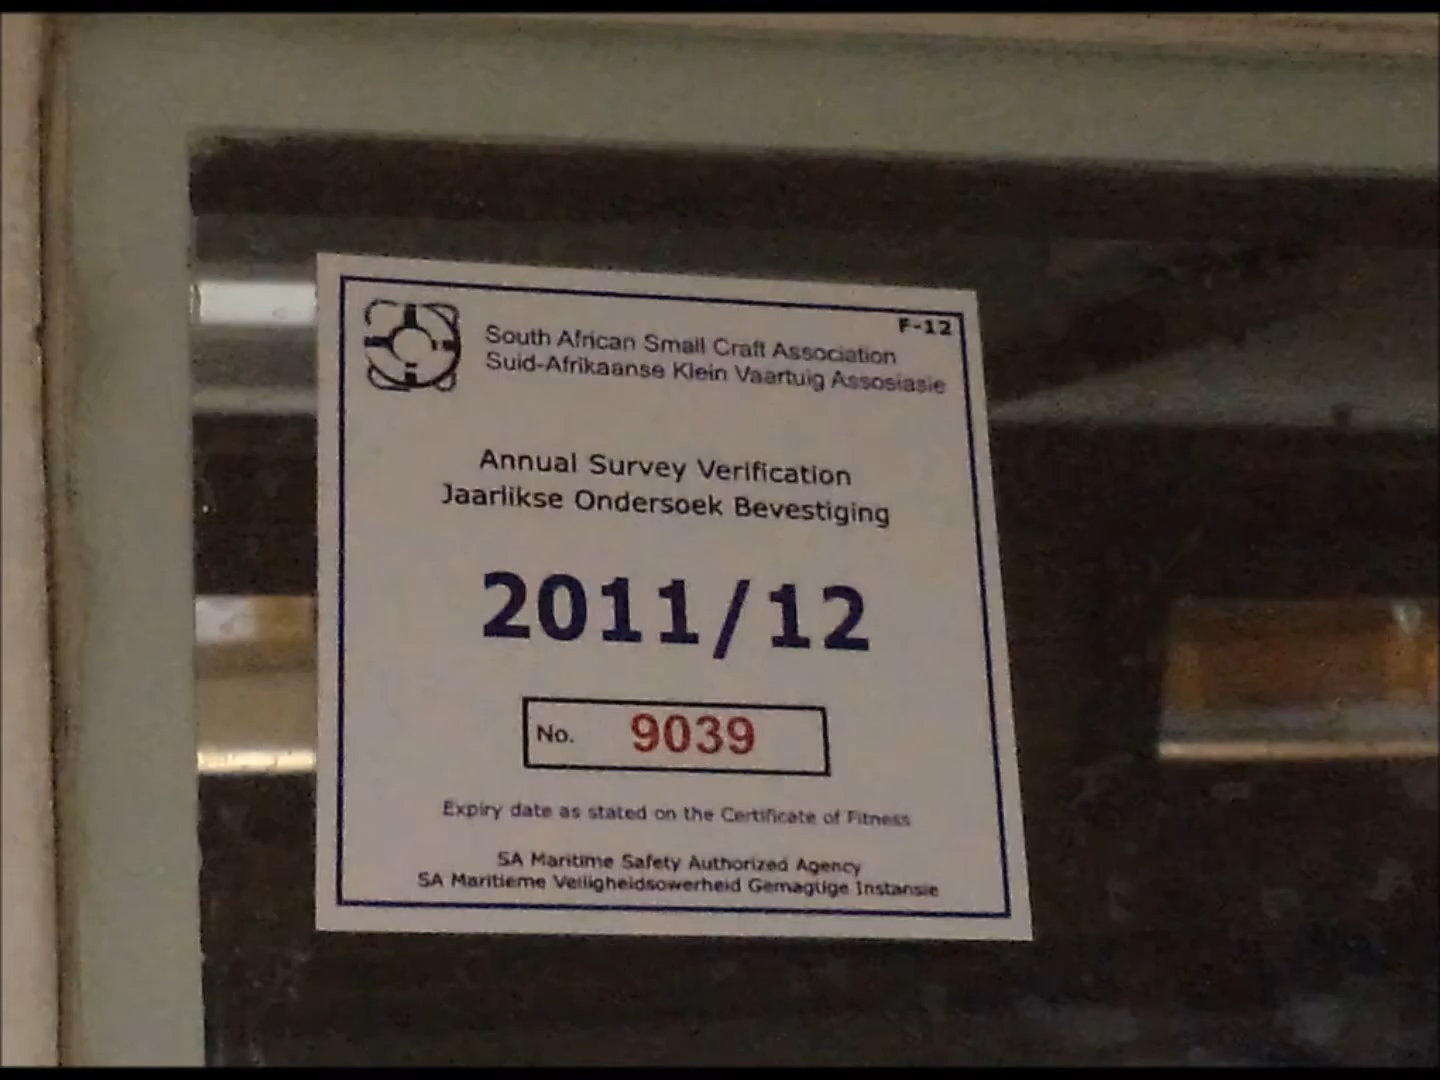 F-12
South African Small Craft Association
Suid-Afrikaanse Klein Vaartuig Assosiasie
Annual Survey Verification
Jaarlikse Ondersoek Bevestiging
2011/12
No. 9039
Expiry date as stated on the Certificate of Fitness
SA Maritime Safety Authorized Agency
SA Maritieme Veiligheidsowerheid Gemagtige Instansie